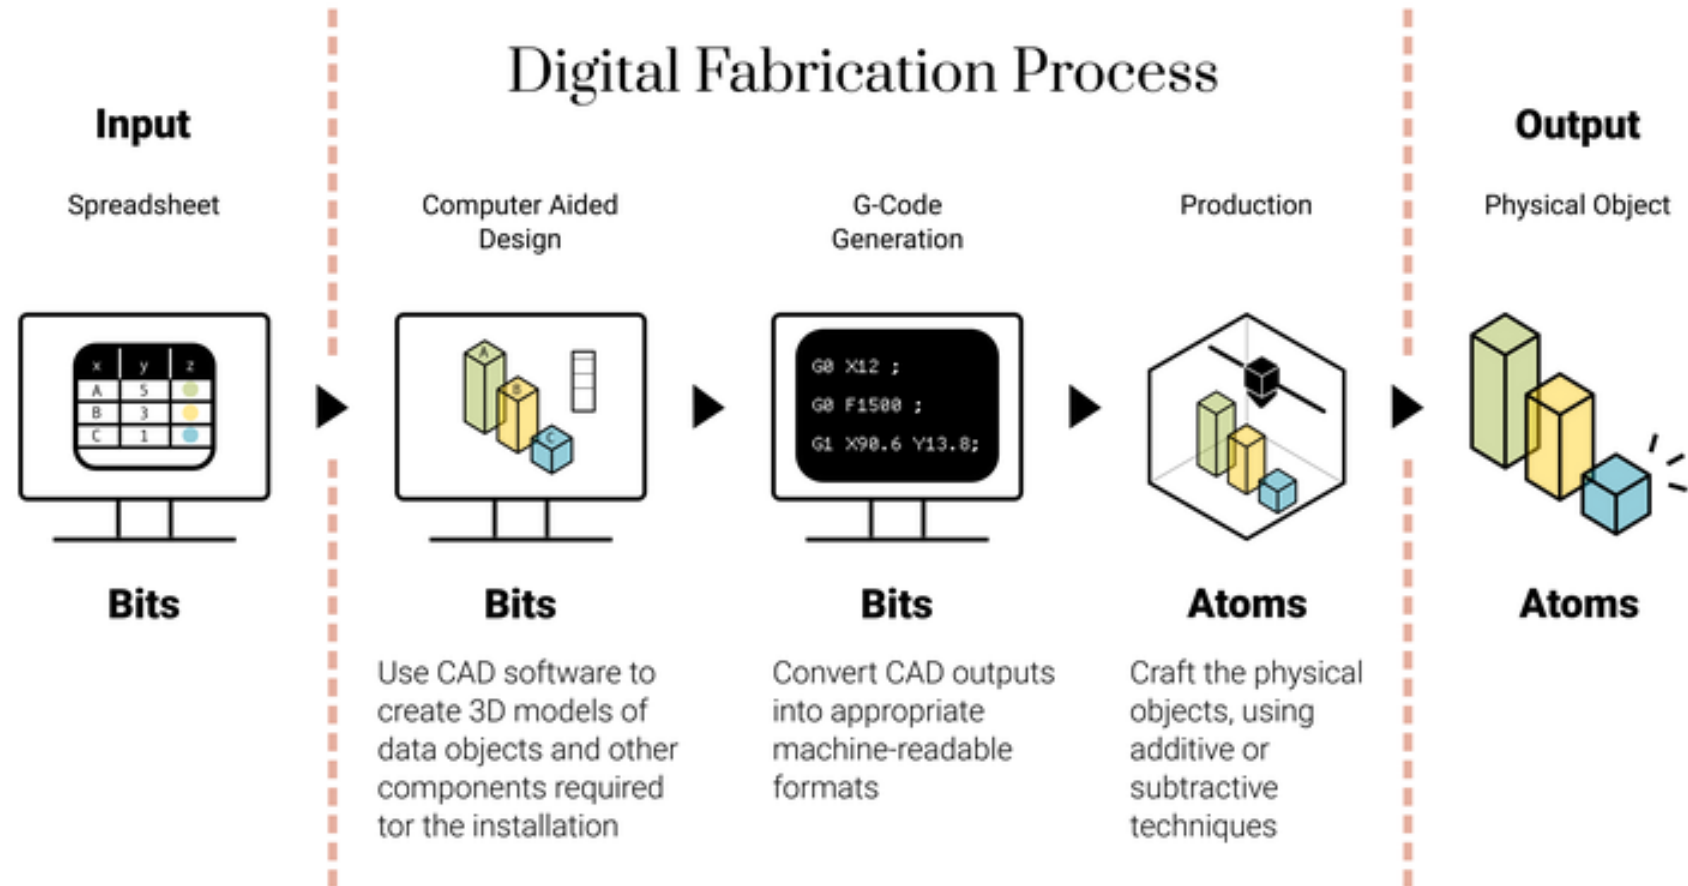 Digital Fabrication Process
Input
Output
Spreadsheet
Computer Aided
Design
G-Code
Generation
Production
Physical Object
x y z
A 5
B 3
C 1
A
B
C
G0 X12 ;
G0 F1500 ;
G1 X90.6 Y13.8;
Bits
Bits
Bits
Atoms
Atoms
Use CAD software to
create 3D models of
data objects and other
components required
tor the installation
Convert CAD outputs
into appropriate
machine-readable
formats
Craft the physical
objects, using
additive or
subtractive
techniques